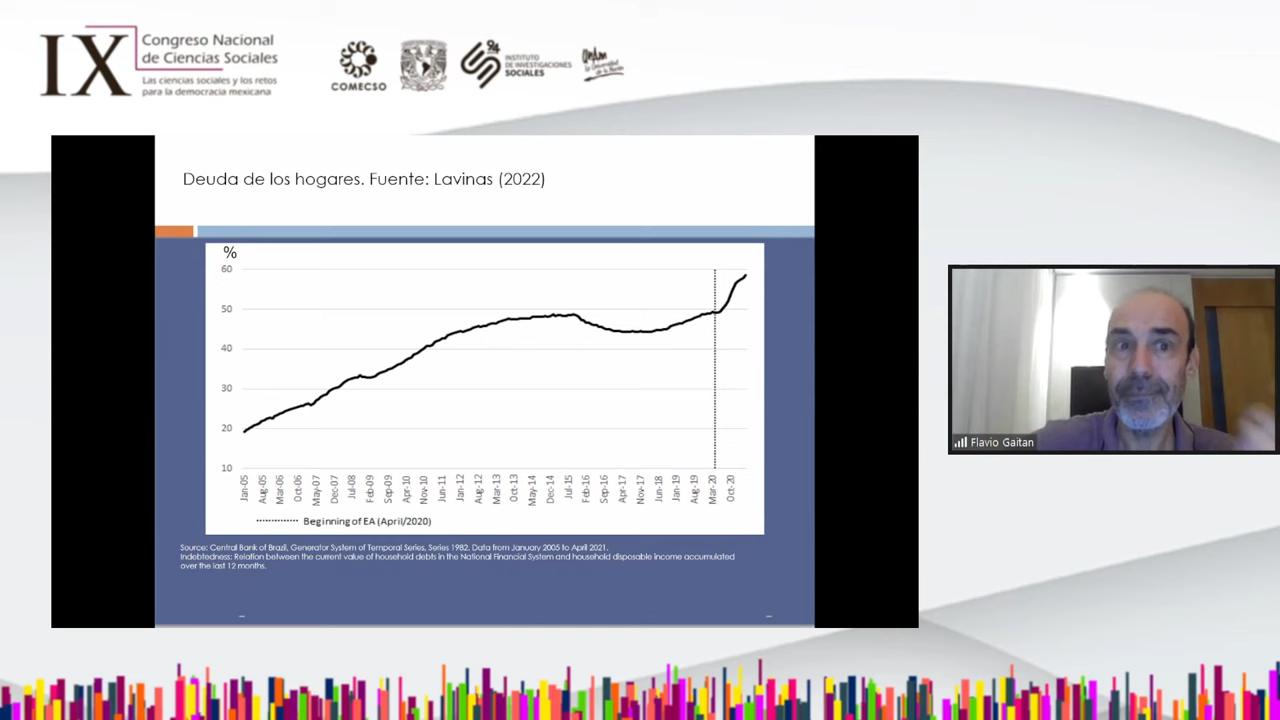 IX
Congreso Nacional
de Ciencias Sociales
Las ciencias sociales y los retos
para la democracia mexicana
COMECSO
94
INSTITUTO
DE INVESTIGACIONES
SOCIALES
Deuda de los hogares. Fuente: Lavinas (2022)
%
60
50
40
30
20
10
Jan-05 Aug-05 Mar-06 Oct-06 May-07 Dec-07 Jul-08 Feb-09 Sep-09 Apr-10 Nov-10 Jun-11 Jan-12 Aug-12 Mar-13 Oct-13 May-14 Dec-14 Jul-15 Feb-16 Sep-16 Apr-17 Nov-17 Jun-18 Jan-19 Aug-19 Mar-20 Oct-20
Beginning of EA (April/2020)
Source: Central Bank of Brazil, Generator System of Temporal Series, Series 1982. Data from January 2005 to April 2021.
Indebtedness: Relation between the current value of household debts in the National Financial System and household disposable income accumulated
over the last 12 months.
Flavio Gaitan